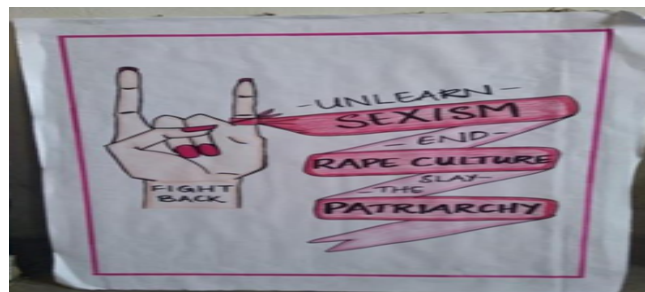 FIGHT
BACK
-UNLEARN-
SEXISM
-END-
RAPE CULTURE
SLAY-
-THE
PATRIARCHY